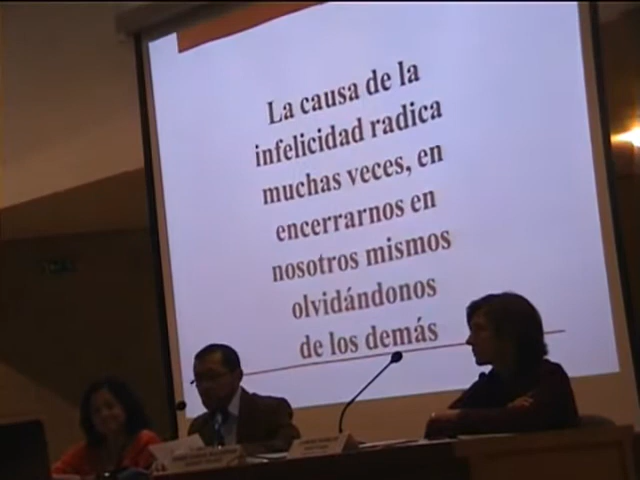 La causa de la
infelicidad radica
muchas veces, en
encerrarnos en
nosotros mismos
olvidándonos
de los demás